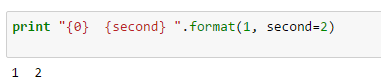 print "{0}  {second} ".format(1, second=2)
1  2